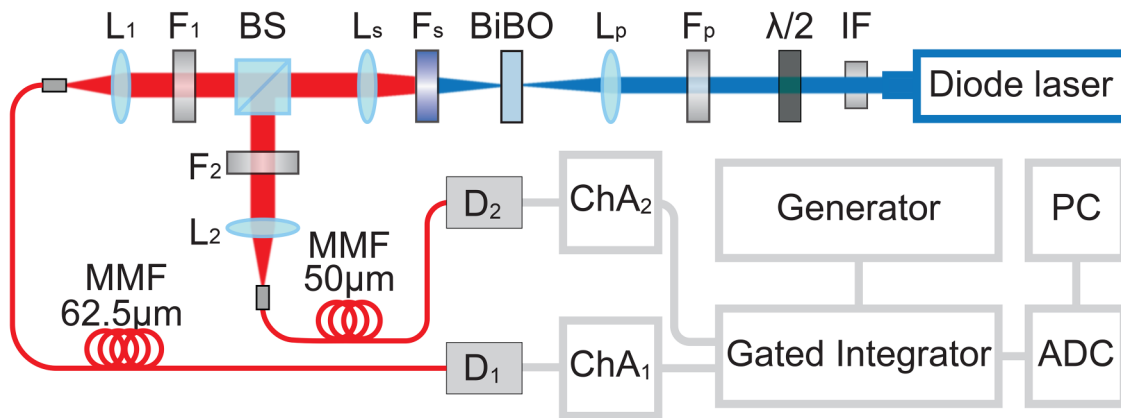 L₁ F₁ BS Lₛ Fₛ BiBO Lₚ Fₚ λ/2 IF
Diode laser
F₂
L₂
D₂ ChA₂ Generator PC
MMF
50μm
MMF
62.5μm
D₁ ChA₁ Gated Integrator ADC